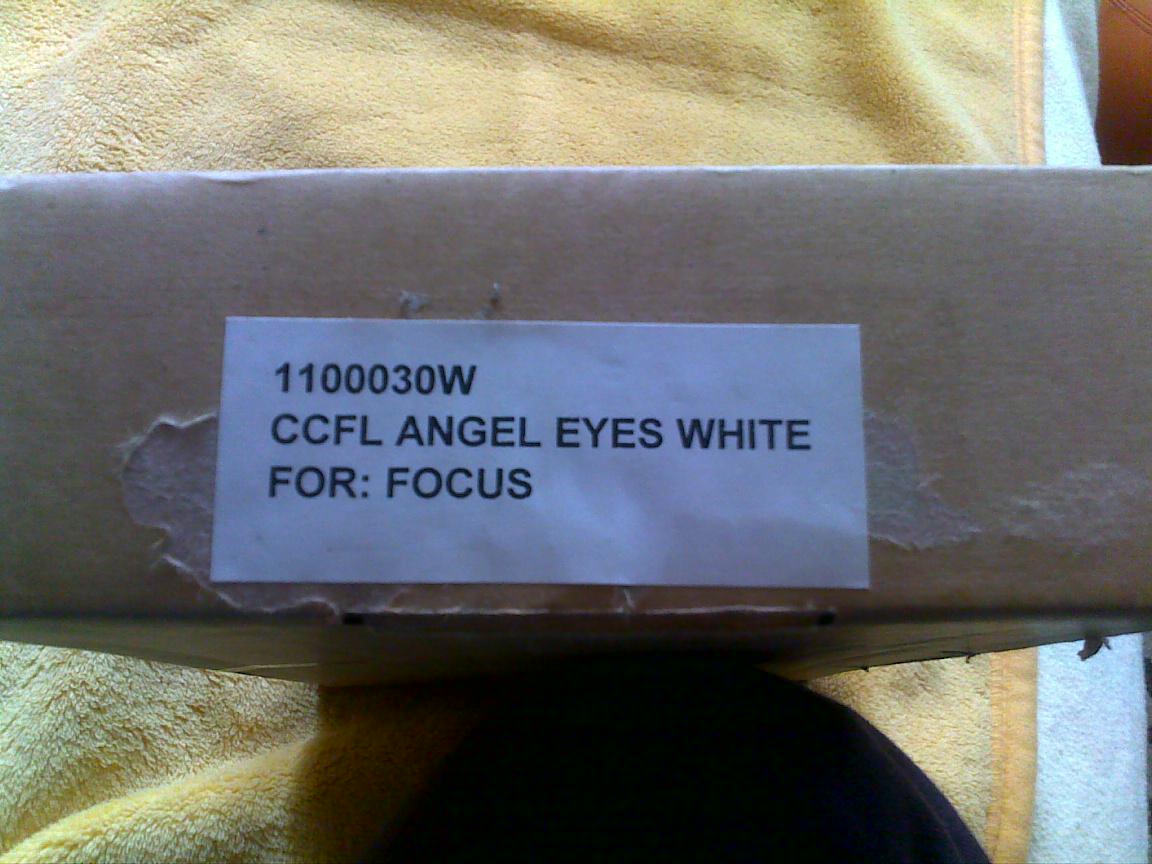 1100030W
CCFL ANGEL EYES WHITE
FOR: FOCUS